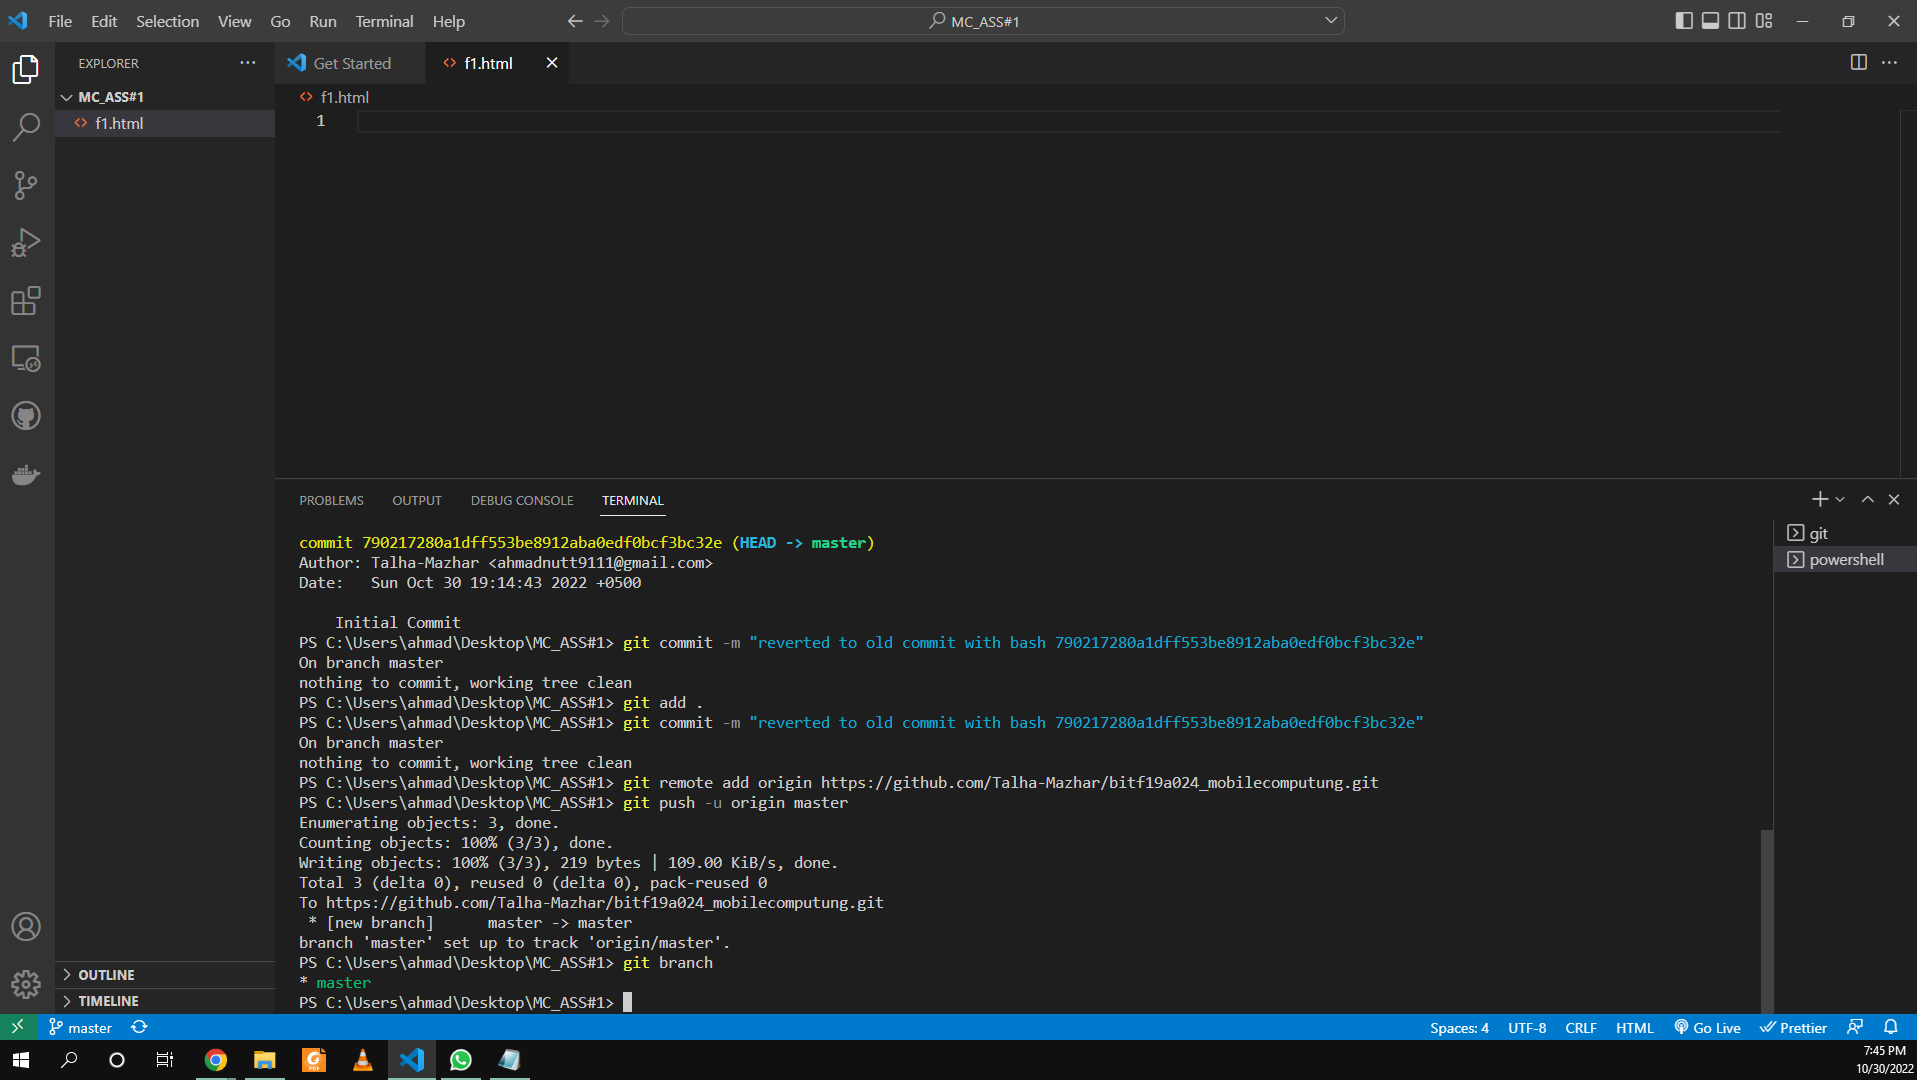 File Edit Selection View Go Run Terminal Help
MC_ASS#1
EXPLORER
Get Started
f1.html
MC_ASS#1
f1.html
f1.html
1
PROBLEMS OUTPUT DEBUG CONSOLE TERMINAL
git
powershell
commit 790217280a1dff553be8912aba0edf0bcf3bc32e (HEAD -> master)
Author: Talha-Mazhar <ahmadnutt9111@gmail.com>
Date:   Sun Oct 30 19:14:43 2022 +0500
    Initial Commit
PS C:\Users\ahmad\Desktop\MC_ASS#1> git commit -m "reverted to old commit with bash 790217280a1dff553be8912aba0edf0bcf3bc32e"
On branch master
nothing to commit, working tree clean
PS C:\Users\ahmad\Desktop\MC_ASS#1> git add .
PS C:\Users\ahmad\Desktop\MC_ASS#1> git commit -m "reverted to old commit with bash 790217280a1dff553be8912aba0edf0bcf3bc32e"
On branch master
nothing to commit, working tree clean
PS C:\Users\ahmad\Desktop\MC_ASS#1> git remote add origin https://github.com/Talha-Mazhar/bitf19a024_mobilecomputung.git
PS C:\Users\ahmad\Desktop\MC_ASS#1> git push -u origin master
Enumerating objects: 3, done.
Counting objects: 100% (3/3), done.
Writing objects: 100% (3/3), 219 bytes | 109.00 KiB/s, done.
Total 3 (delta 0), reused 0 (delta 0), pack-reused 0
To https://github.com/Talha-Mazhar/bitf19a024_mobilecomputung.git
 * [new branch]      master -> master
branch 'master' set up to track 'origin/master'.
PS C:\Users\ahmad\Desktop\MC_ASS#1> git branch
* master
PS C:\Users\ahmad\Desktop\MC_ASS#1>
OUTLINE
TIMELINE
master
Spaces: 4 UTF-8 CRLF HTML Go Live Prettier
7:45 PM
10/30/2022